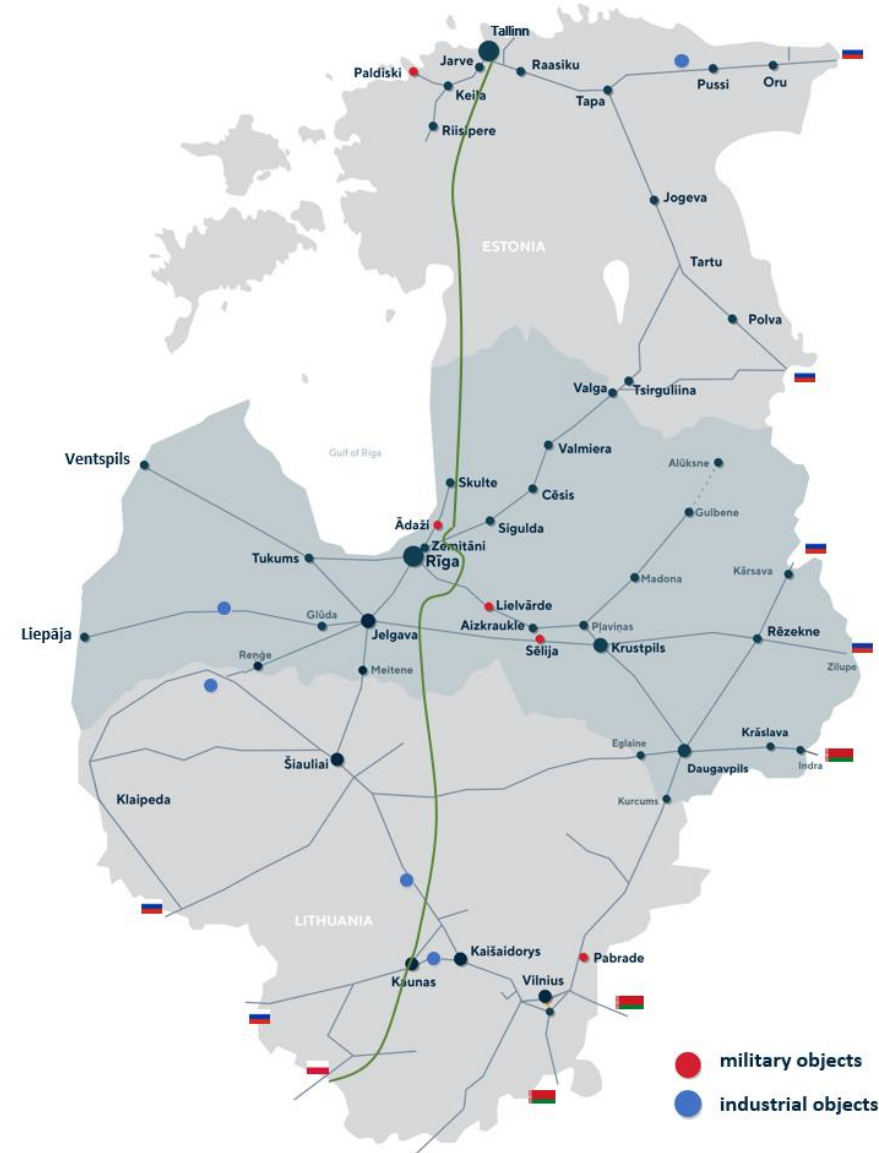 Tallinn
Jarve
Raasiku
Paldiski
Keila
Tapa
Pussi
Oru
Riisipere
Jogeva
ESTONIA
Tartu
Polva
Valga
Tsirguliina
Valmiera
Gulf of Riga
Ventspils
Alūksne
Skulte
Cēsis
Gulbene
Ādaži
Sigulda
Zemitāni
Rīga
Tukums
Kārsava
Madona
Lielvārde
Glūda
Aizkraukle
Pļaviņas
Liepāja
Jelgava
Rēzekne
Sēlija
Krustpils
Renģe
Meitene
Zilupe
Krāslava
Eglaine
Šiauliai
Daugavpils
Indra
Klaipeda
Kurcums
LITHUANIA
Kaišaidorys
Pabrade
Kaunas
Vilnius
military objects
industrial objects